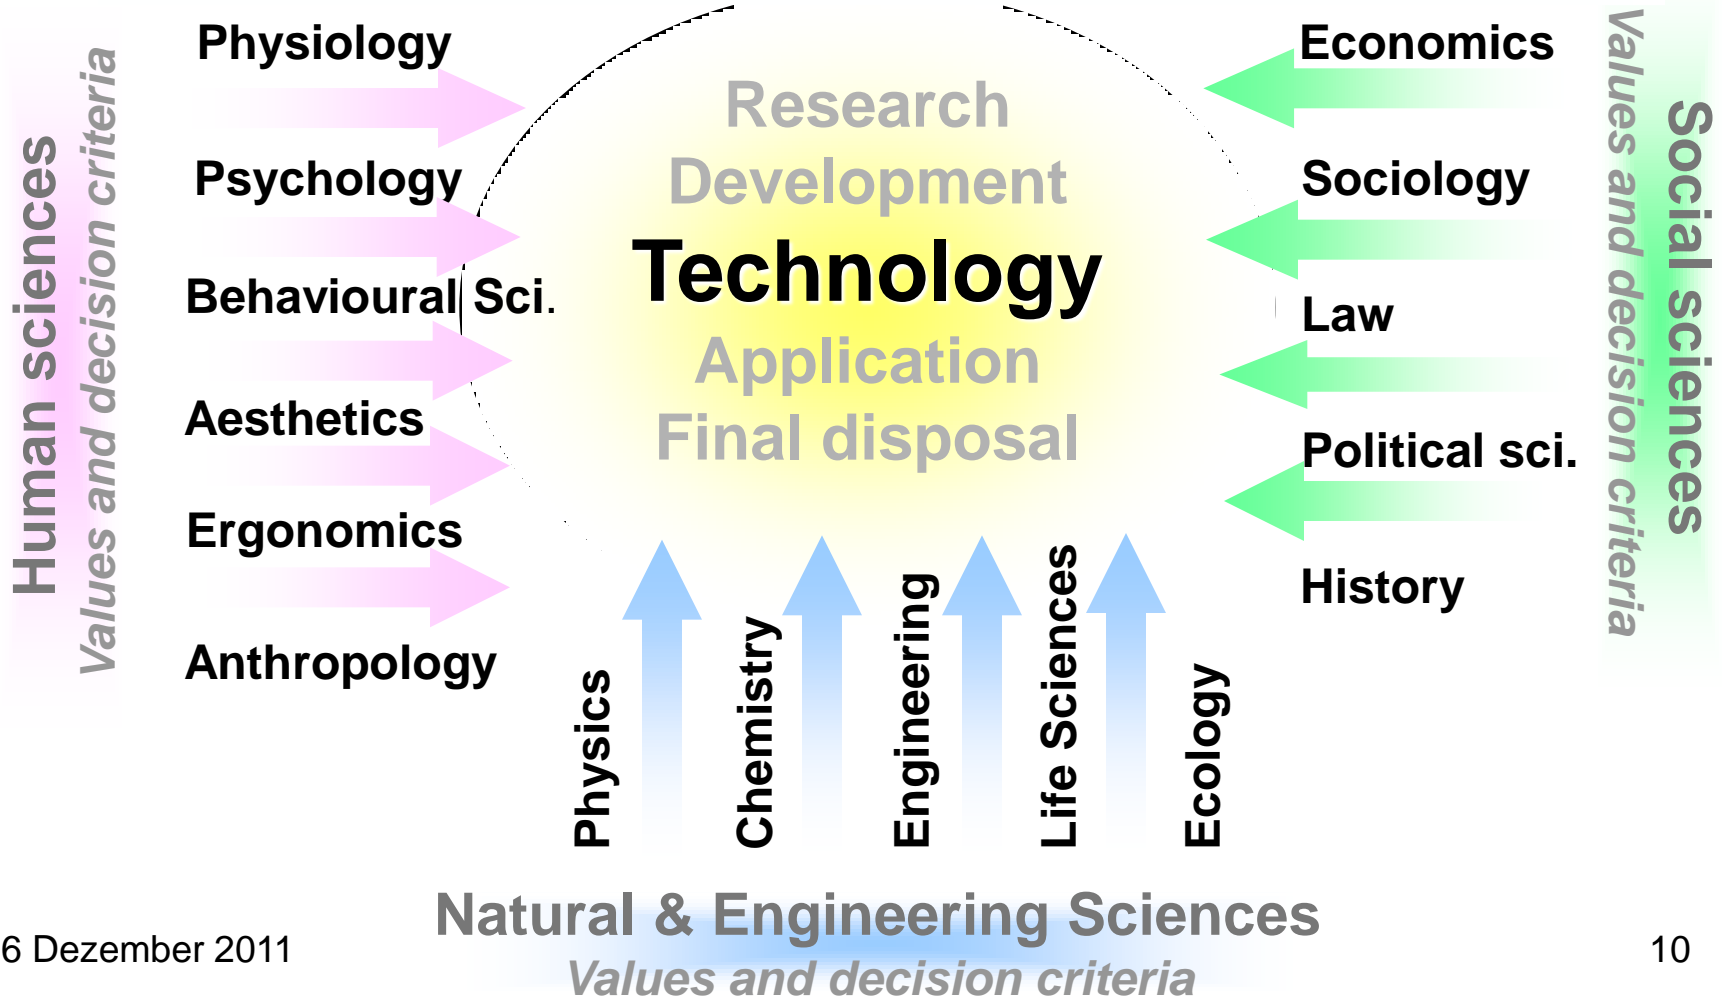 Human sciences
Values and decision criteria
Physiology
Psychology
Behavioural Sci.
Aesthetics
Ergonomics
Anthropology
Research
Development
Technology
Application
Final disposal
Economics
Sociology
Law
Political sci.
History
Values and decision criteria
Social sciences
Physics
Chemistry
Engineering
Life Sciences
Ecology
Natural & Engineering Sciences
Values and decision criteria
6 Dezember 2011
10